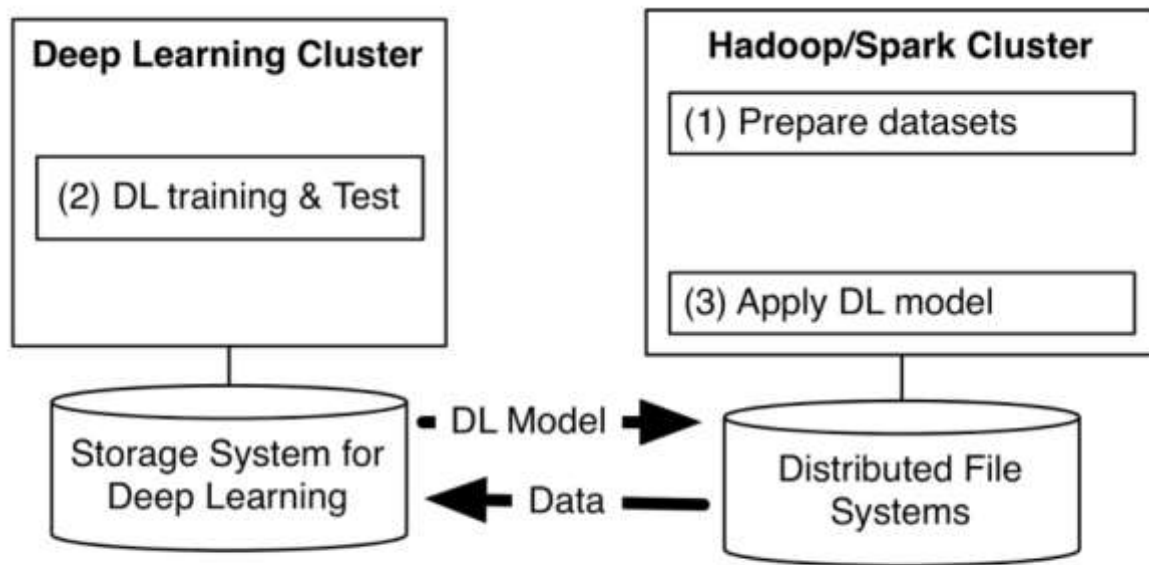 Deep Learning Cluster
(2) DL training & Test
Storage System for
Deep Learning
Hadoop/Spark Cluster
(1) Prepare datasets
(3) Apply DL model
Distributed File
Systems
DL Model
Data